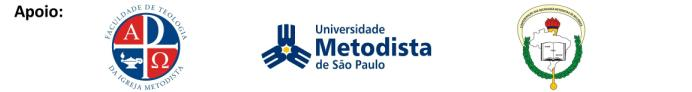 Apoio:
FACULDADE DE TEOLOGIA
DA IGREJA METODISTA
A
Α Ω
Universidade
Metodista
de São Paulo